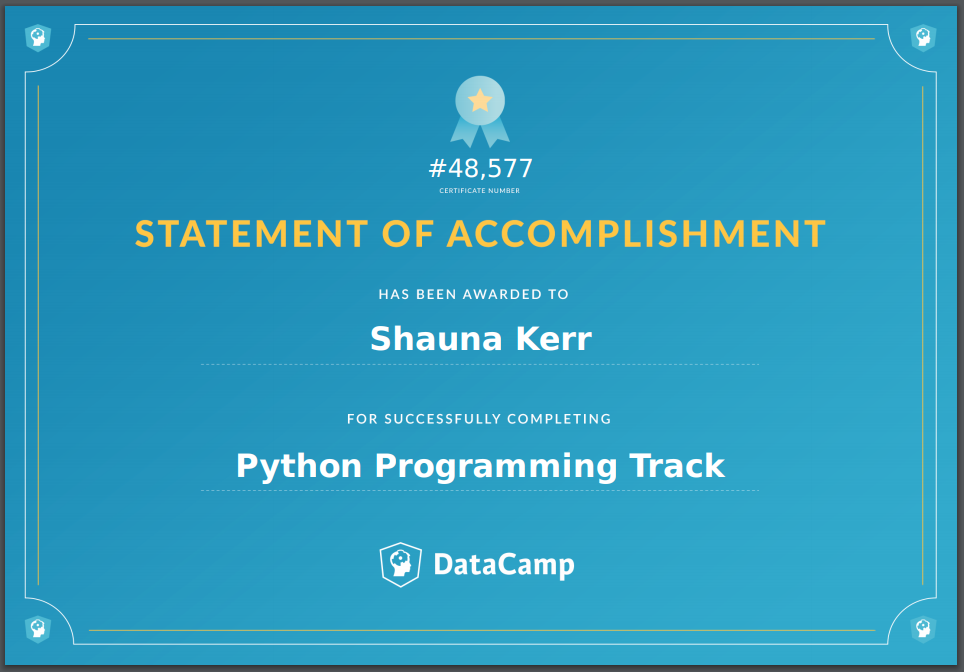 #48,577
CERTIFICATE NUMBER
STATEMENT OF ACCOMPLISHMENT
HAS BEEN AWARDED TO
Shauna Kerr
FOR SUCCESSFULLY COMPLETING
Python Programming Track
DataCamp